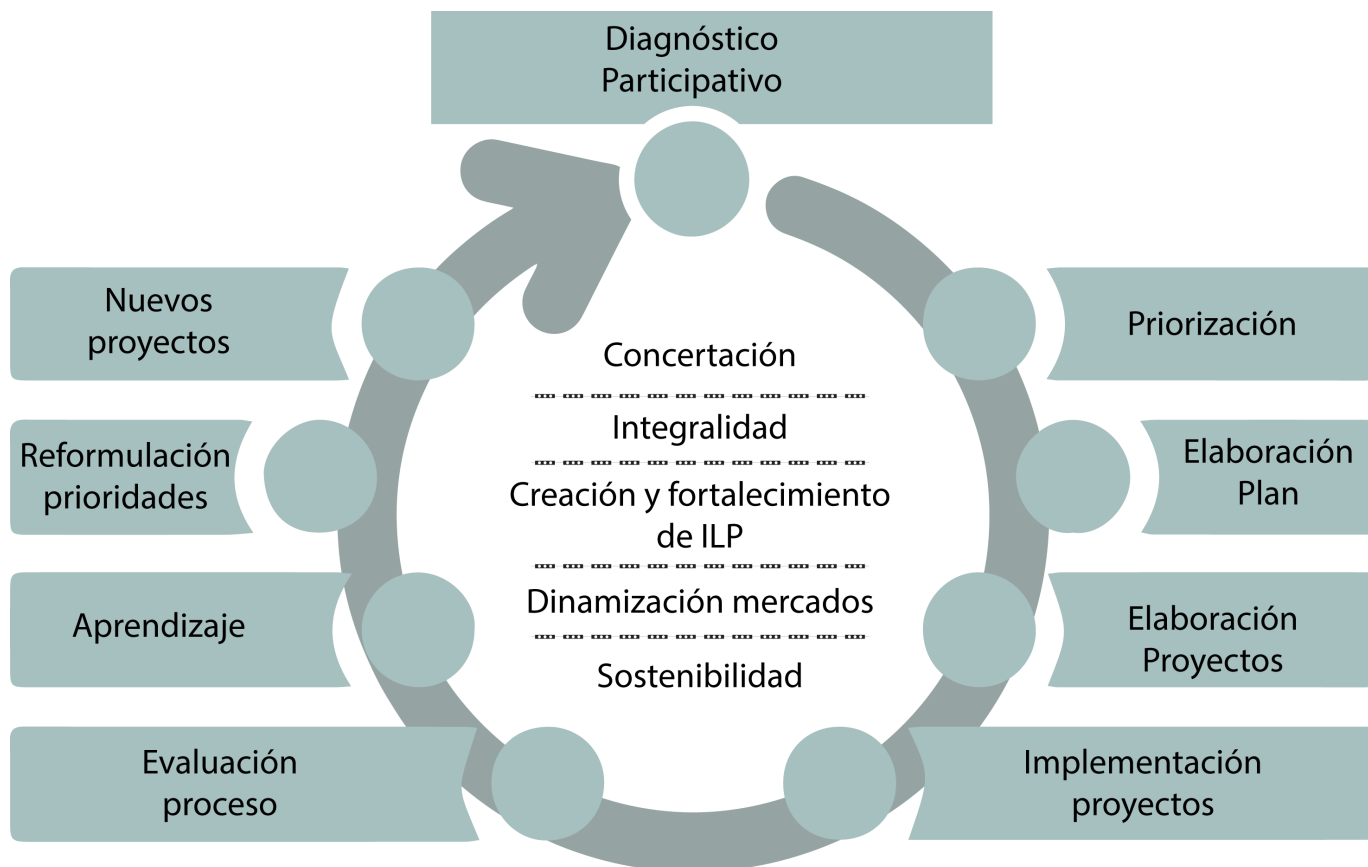 Diagnóstico
Participativo
Nuevos
proyectos
Priorización
Concertación
Integralidad
Reformulación
prioridades
Elaboración
Plan
Creación y fortalecimiento
de ILP
Dinamización mercados
Aprendizaje
Elaboración
Proyectos
Sostenibilidad
Evaluación
proceso
Implementación
proyectos